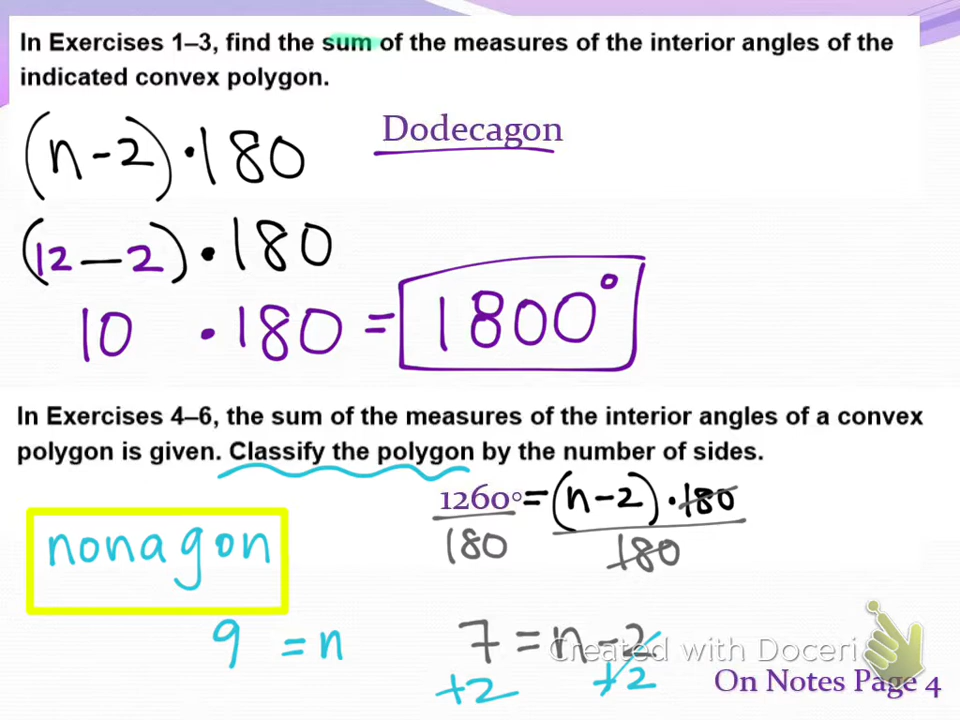 In Exercises 1–3, find the sum of the measures of the interior angles of the
indicated convex polygon.
Dodecagon
(n-2)·180
(12-2)·180
10 ·180 = 1800°
In Exercises 4–6, the sum of the measures of the interior angles of a convex
polygon is given. Classify the polygon by the number of sides.
1260° = (n-2)·180
180 180
nonagon
9 = n 7 = n-2
+2 +2
Created with Doceri
On Notes Page 4